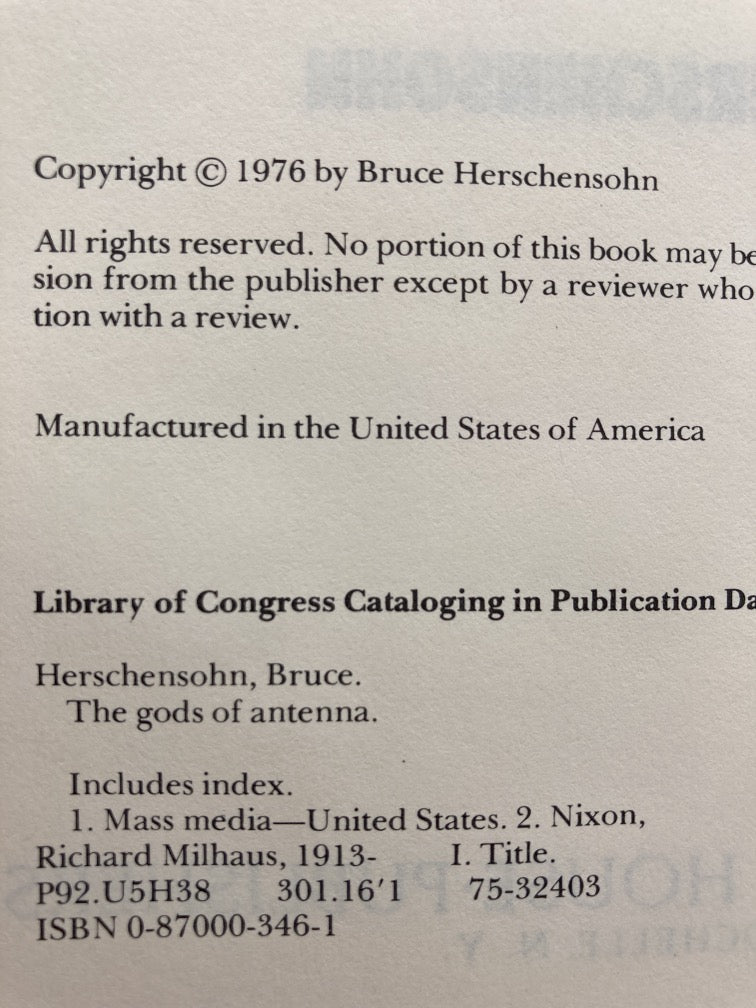 Copyright © 1976 by Bruce Herschensohn
All rights reserved. No portion of this book may be
sion from the publisher except by a reviewer who
tion with a review.
Manufactured in the United States of America
Library of Congress Cataloging in Publication Da
Herschensohn, Bruce.
The gods of antenna.
Includes index.
1. Mass media—United States. 2. Nixon,
Richard Milhaus, 1913- I. Title.
P92.U5H38 301.16'1 75-32403
ISBN 0-87000-346-1